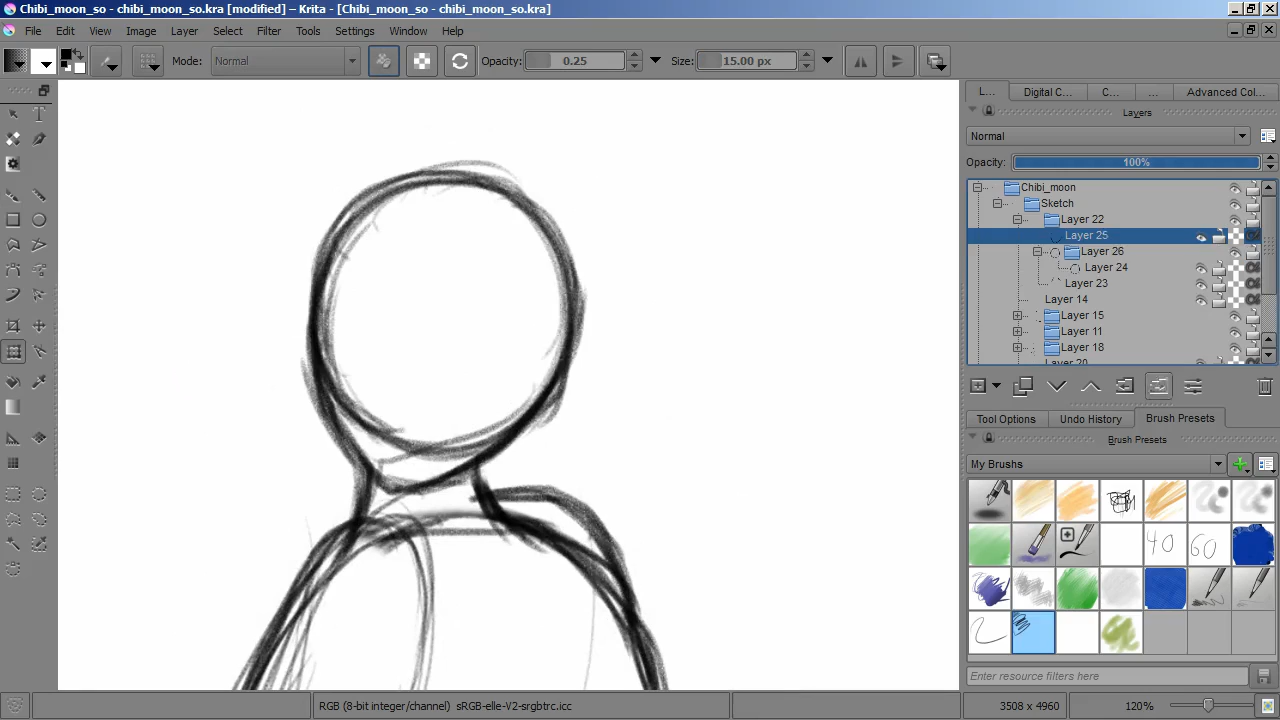 Chibi_moon_so - chibi_moon_so.kra [modified] – Krita - [Chibi_moon_so.kra]
File Edit View Image Layer Select Filter Tools Settings Window Help
Mode: Normal Opacity: 0.25 Size: 15.00 px
L... Digital C... C... ... Advanced Col...
Layers
Normal
Opacity: 100%
Chibi_moon
Sketch
Layer 22
Layer 25
Layer 26
Layer 24
Layer 23
Layer 14
Layer 15
Layer 11
Layer 18
Layer 20
Tool Options Undo History Brush Presets
Brush Presets
My Brushs
40 60
Enter resource filters here
RGB (8-bit integer/channel) sRGB-elle-V2-srgbtrc.icc 3508 x 4960 120%